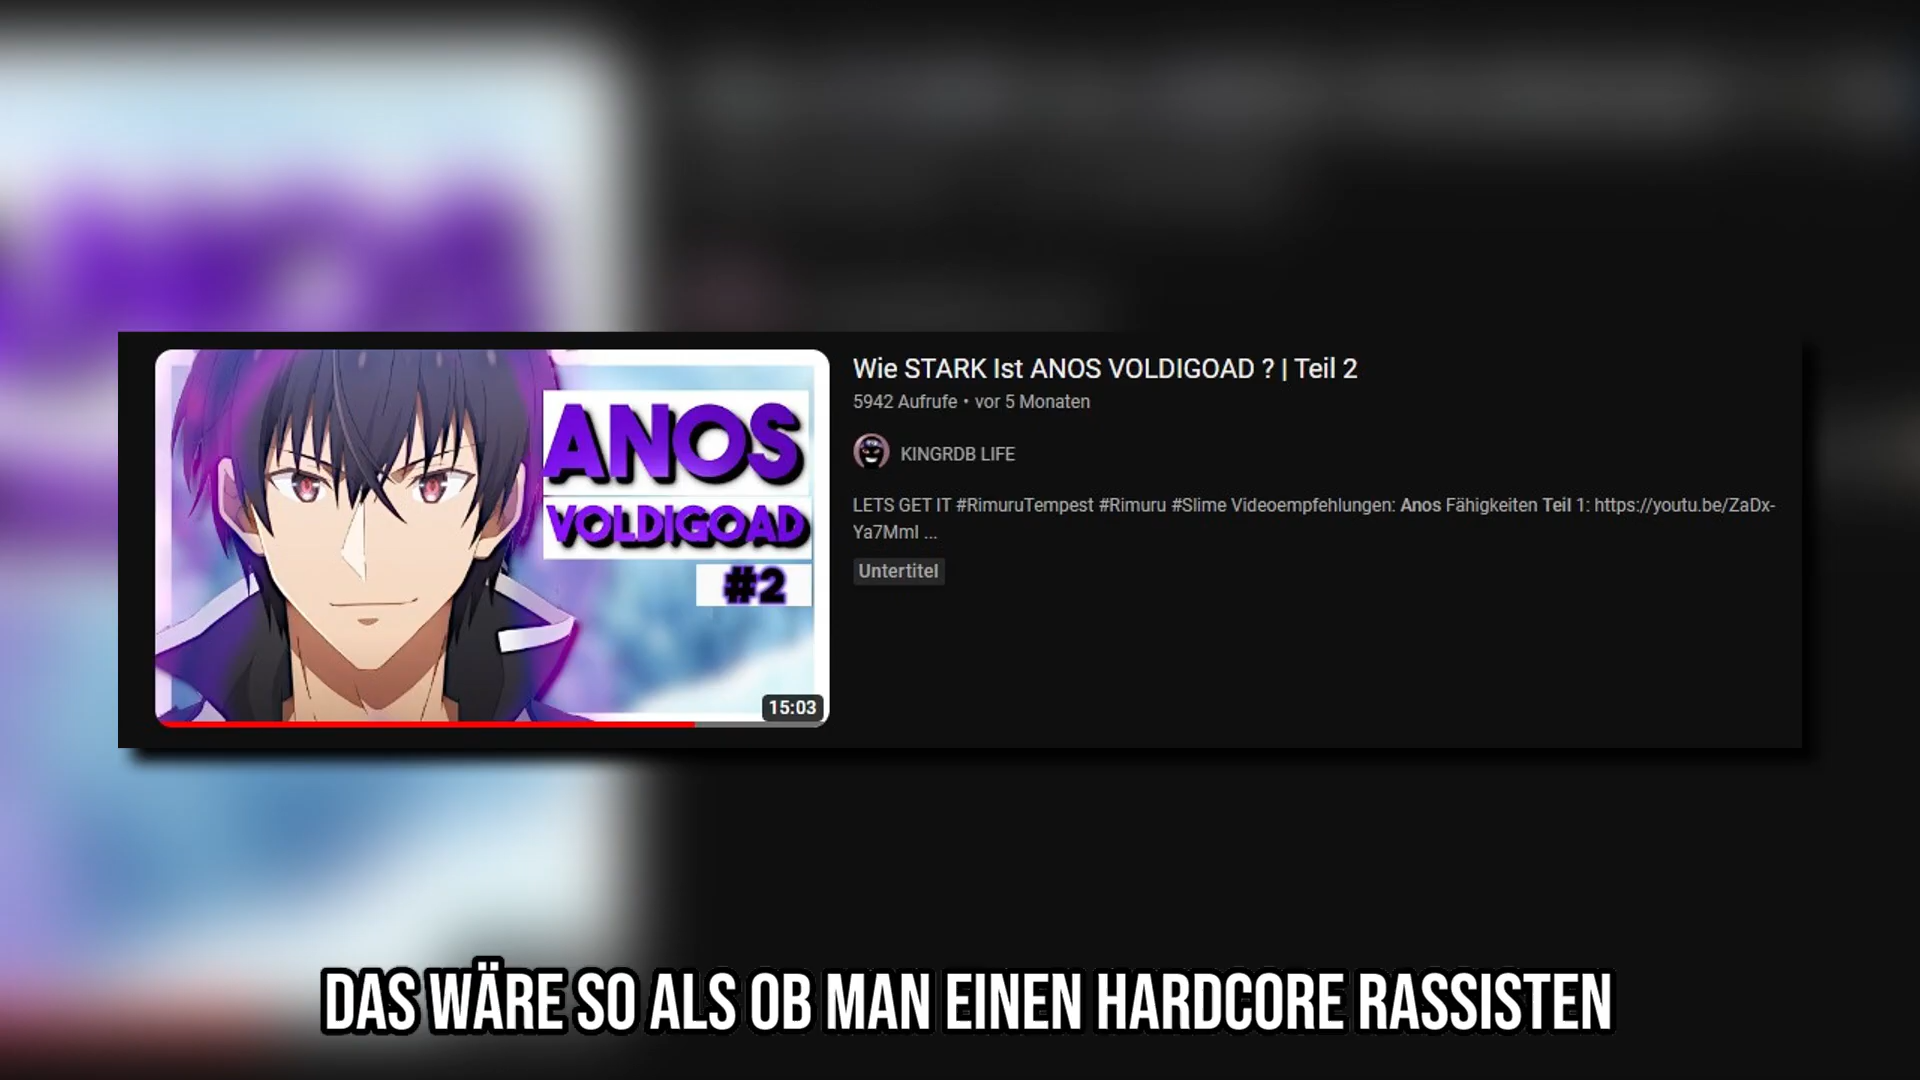 ANOS
VOLDIGOAD
#2
15:03
Wie STARK Ist ANOS VOLDIGOAD ? | Teil 2
5942 Aufrufe • vor 5 Monaten
KINGRDB LIFE
LETS GET IT #RimuruTempest #Rimuru #Slime Videoempfehlungen: Anos Fähigkeiten Teil 1: https://youtu.be/ZaDx-
Ya7MmI ...
Untertitel
DAS WÄRE SO ALS OB MAN EINEN HARDCORE RASSISTEN